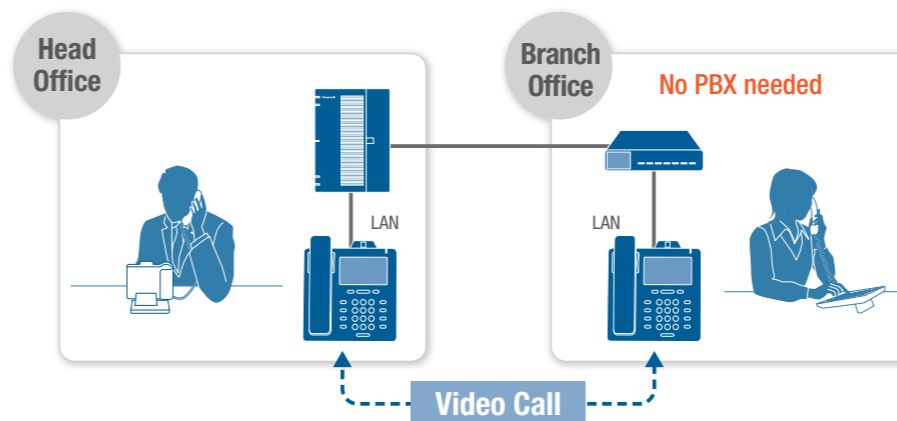 Head
Office
Branch
Office
No PBX needed
LAN
LAN
Video Call